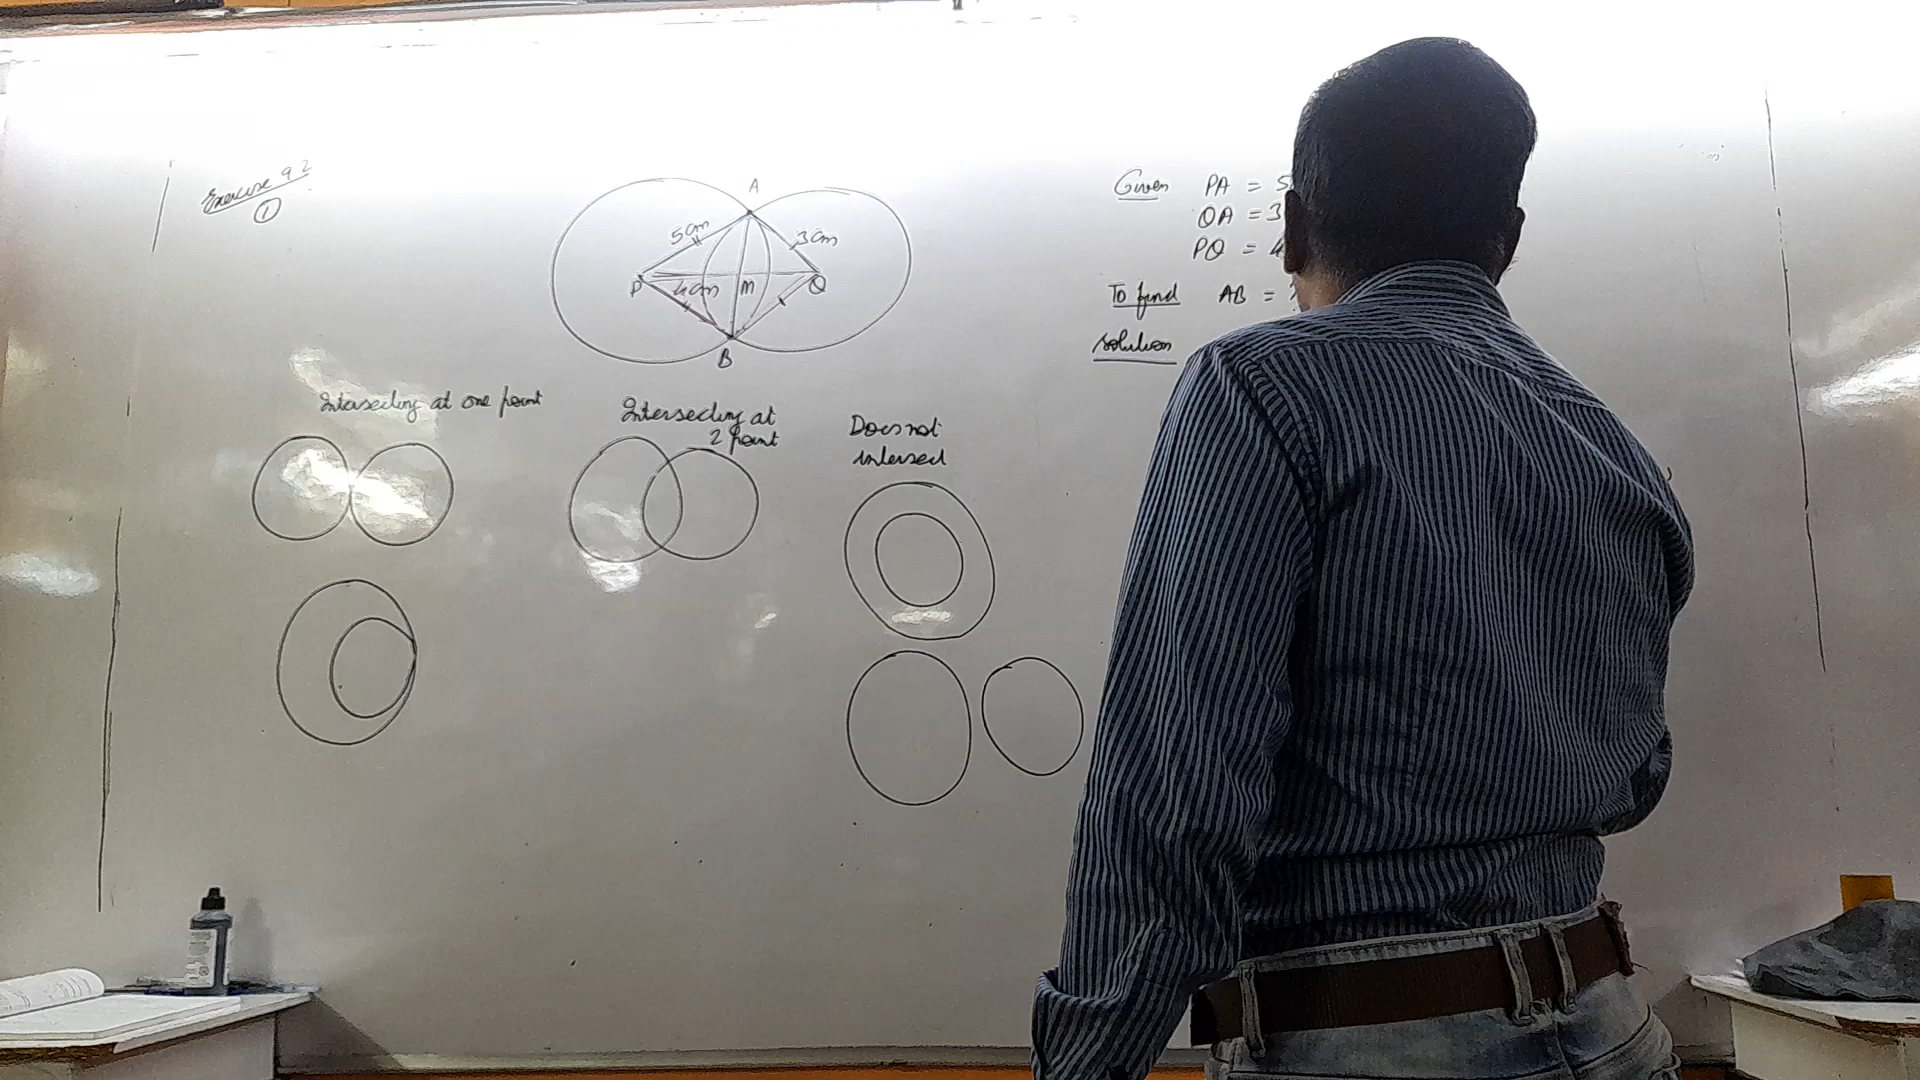 Exercise 9.2
①
A
5cm
3cm
P
4cm
M
Q
B
Given PA = 5
QA = 3
PQ = 4
To find AB =
Solution
Intersecting at one point
Intersecting at
2 point
Does not
intersect